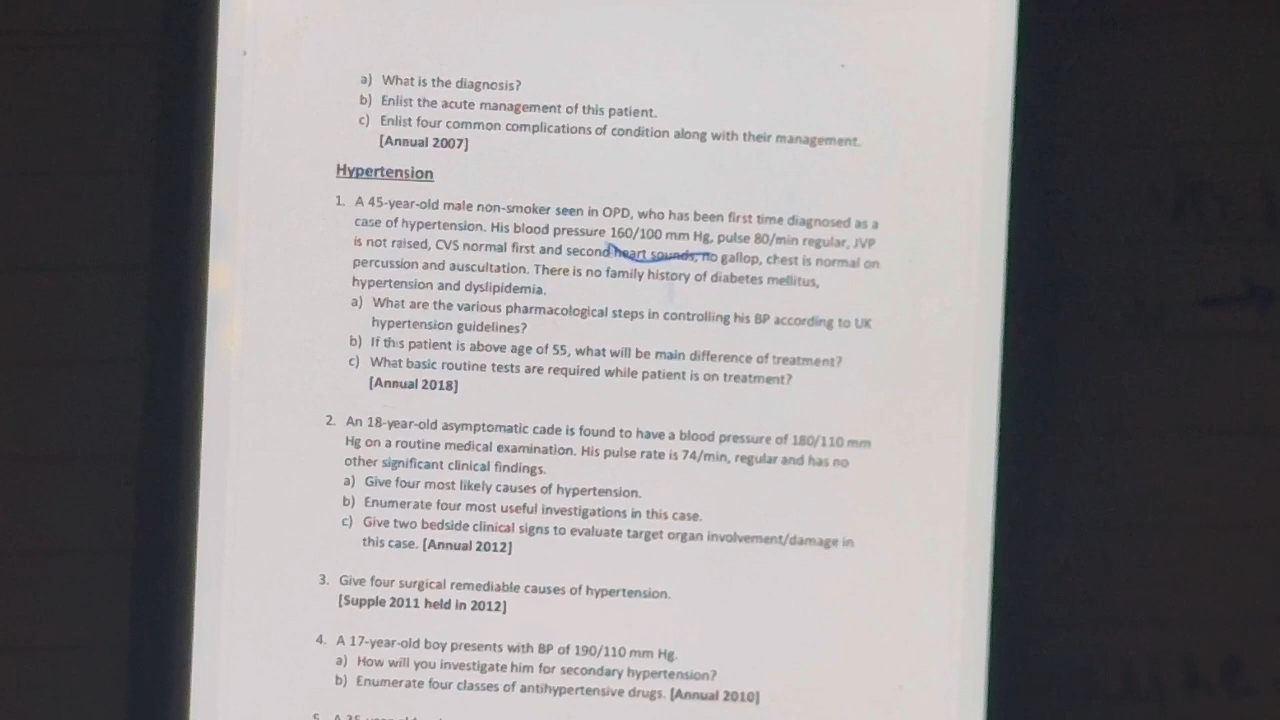 a) What is the diagnosis?
b) Enlist the acute management of this patient.
c) Enlist four common complications of condition along with their management.
[Annual 2007]
Hypertension
1. A 45-year-old male non-smoker seen in OPD, who has been first time diagnosed as a
case of hypertension. His blood pressure 160/100 mm Hg, pulse 80/min regular, JVP
is not raised, CVS normal first and second heart sounds, no gallop, chest is normal on
percussion and auscultation. There is no family history of diabetes mellitus,
hypertension and dyslipidemia.
a) What are the various pharmacological steps in controlling his BP according to UK
hypertension guidelines?
b) If this patient is above age of 55, what will be main difference of treatment?
c) What basic routine tests are required while patient is on treatment?
[Annual 2018]
2. An 18-year-old asymptomatic cade is found to have a blood pressure of 180/110 mm
Hg on a routine medical examination. His pulse rate is 74/min, regular and has no
other significant clinical findings.
a) Give four most likely causes of hypertension.
b) Enumerate four most useful investigations in this case.
c) Give two bedside clinical signs to evaluate target organ involvement/damage in
this case. [Annual 2012]
3. Give four surgical remediable causes of hypertension.
[Supple 2011 held in 2012]
4. A 17-year-old boy presents with BP of 190/110 mm Hg.
a) How will you investigate him for secondary hypertension?
b) Enumerate four classes of antihypertensive drugs. [Annual 2010]